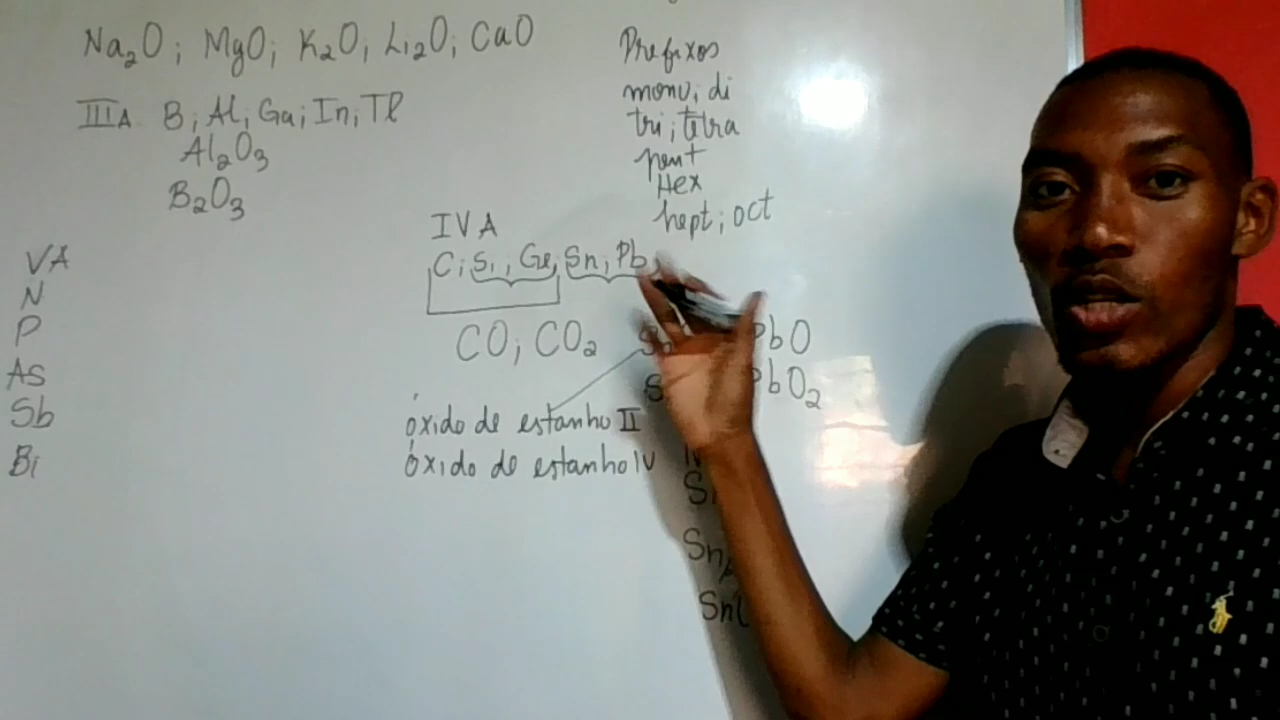 Na₂O; MgO; K₂O; Li₂O; CaO
IIIA B; Al; Ga; In; Tl
Al₂O₃
B₂O₃
Prefixos
mono; di
tri; tetra
pent
Hex
hept; oct
IVA
C; Si, Ge, Sn, Pb
CO; CO₂
PbO
PbO₂
óxido de estanho II
óxido de estanho IV
VA
N
P
As
Sb
Bi
Sn